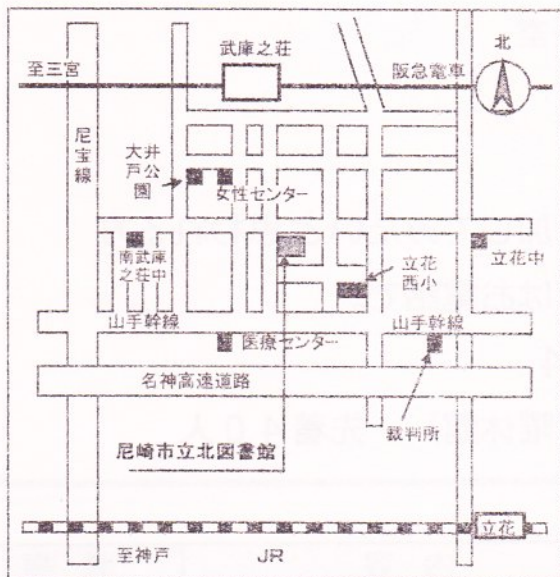 武庫之荘
北
至三宮
阪急電車
尼宝線
大井
戸公
園
女性センター
南武庫
之荘中
立花
西小
立花中
山手幹線
山手幹線
医療センター
名神高速道路
裁判所
尼崎市立北図書館
立花
至神戸
JR